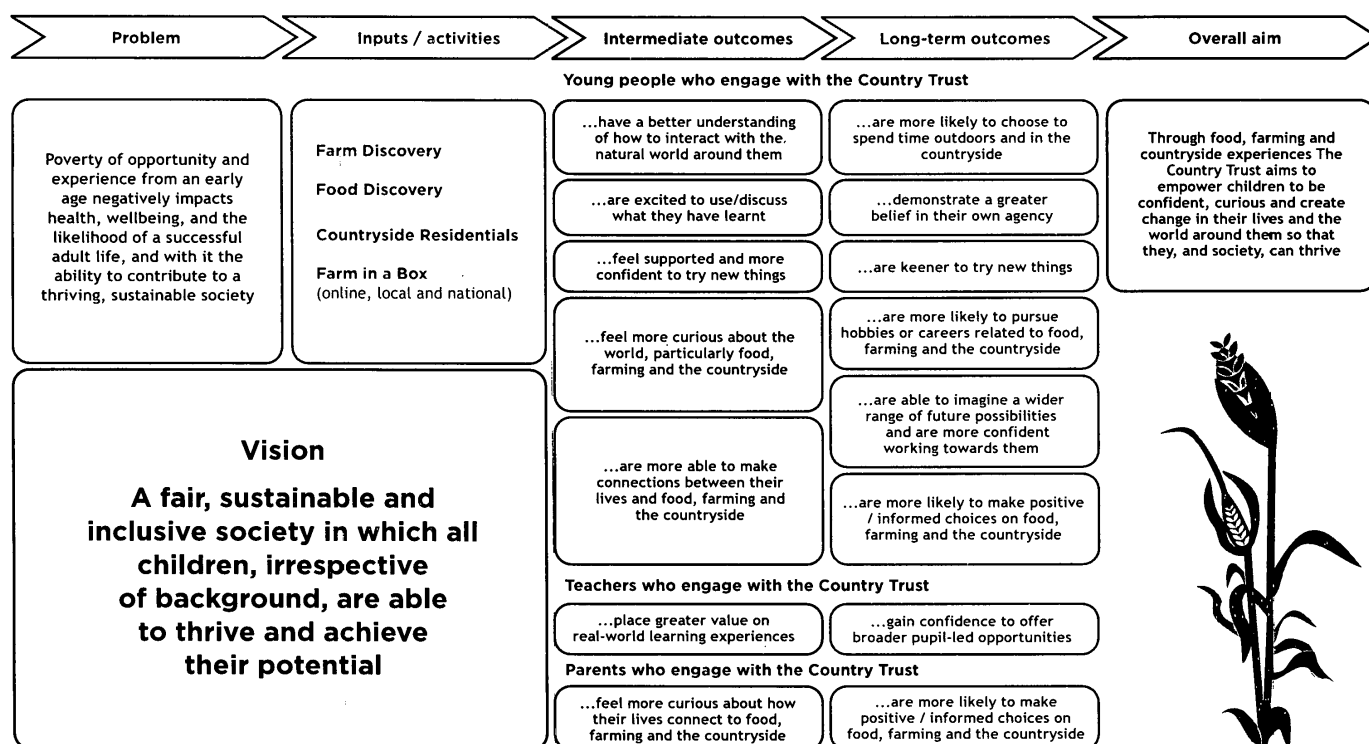 Problem
Inputs / activities
Intermediate outcomes
Long-term outcomes
Overall aim
Poverty of opportunity and
experience from an early
age negatively impacts
health, wellbeing, and the
likelihood of a successful
adult life, and with it the
ability to contribute to a
thriving, sustainable society
Farm Discovery
Food Discovery
Countryside Residentials
Farm in a Box
(online, local and national)
Vision
A fair, sustainable and
inclusive society in which all
children, irrespective
of background, are able
to thrive and achieve
their potential
Young people who engage with the Country Trust
...have a better understanding
of how to interact with the
natural world around them
...are excited to use/discuss
what they have learnt
...feel supported and more
confident to try new things
...feel more curious about the
world, particularly food,
farming and the countryside
...are more able to make
connections between their
lives and food, farming and
the countryside
...are more likely to choose to
spend time outdoors and in the
countryside
...demonstrate a greater
belief in their own agency
...are keener to try new things
...are more likely to pursue
hobbies or careers related to food,
farming and the countryside
...are able to imagine a wider
range of future possibilities
and are more confident
working towards them
...are more likely to make positive
/ informed choices on food,
farming and the countryside
Teachers who engage with the Country Trust
...place greater value on
real-world learning experiences
...gain confidence to offer
broader pupil-led opportunities
Parents who engage with the Country Trust
...feel more curious about how
their lives connect to food,
farming and the countryside
...are more likely to make
positive / informed choices on
food, farming and the countryside
Through food, farming and
countryside experiences The
Country Trust aims to
empower children to be
confident, curious and create
change in their lives and the
world around them so that
they, and society, can thrive